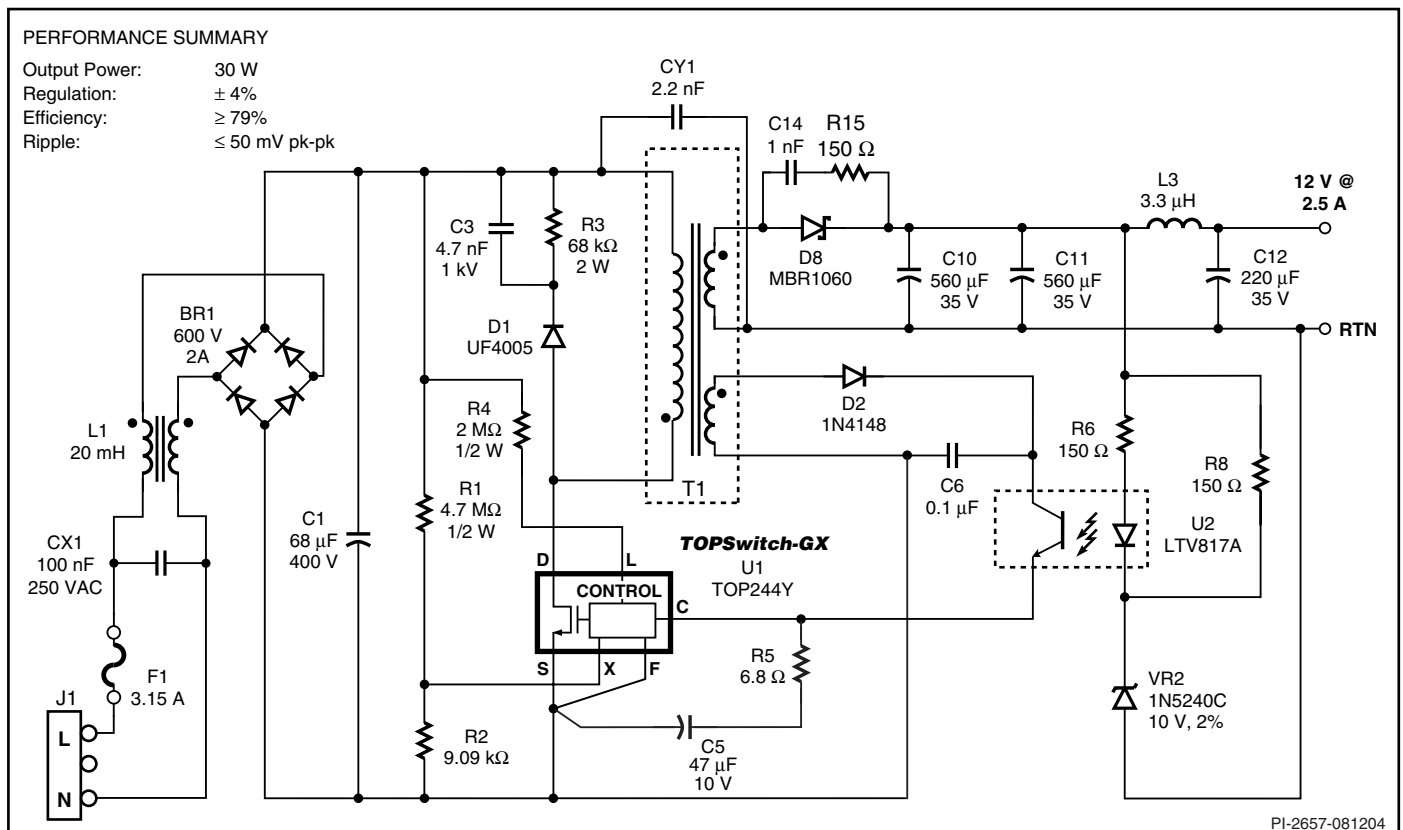 PERFORMANCE SUMMARY
Output Power: 30 W
Regulation: ± 4%
Efficiency: ≥ 79%
Ripple: ≤ 50 mV pk-pk
CY1
2.2 nF
C14
1 nF
R15
150 Ω
L3
3.3 µH
12 V @
2.5 A
C3
4.7 nF
1 kV
R3
68 kΩ
2 W
D8
MBR1060
C10
560 µF
35 V
C11
560 µF
35 V
C12
220 µF
35 V
RTN
BR1
600 V
2A
D1
UF4005
D2
1N4148
L1
20 mH
R4
2 MΩ
1/2 W
R6
150 Ω
R8
150 Ω
T1
C6
0.1 µF
R1
4.7 MΩ
1/2 W
C1
68 µF
400 V
CX1
100 nF
250 VAC
TOPSwitch-GX
U1
TOP244Y
U2
LTV817A
D
L
CONTROL
C
S
X
F
R5
6.8 Ω
F1
3.15 A
J1
L
N
VR2
1N5240C
10 V, 2%
R2
9.09 kΩ
C5
47 µF
10 V
PI-2657-081204